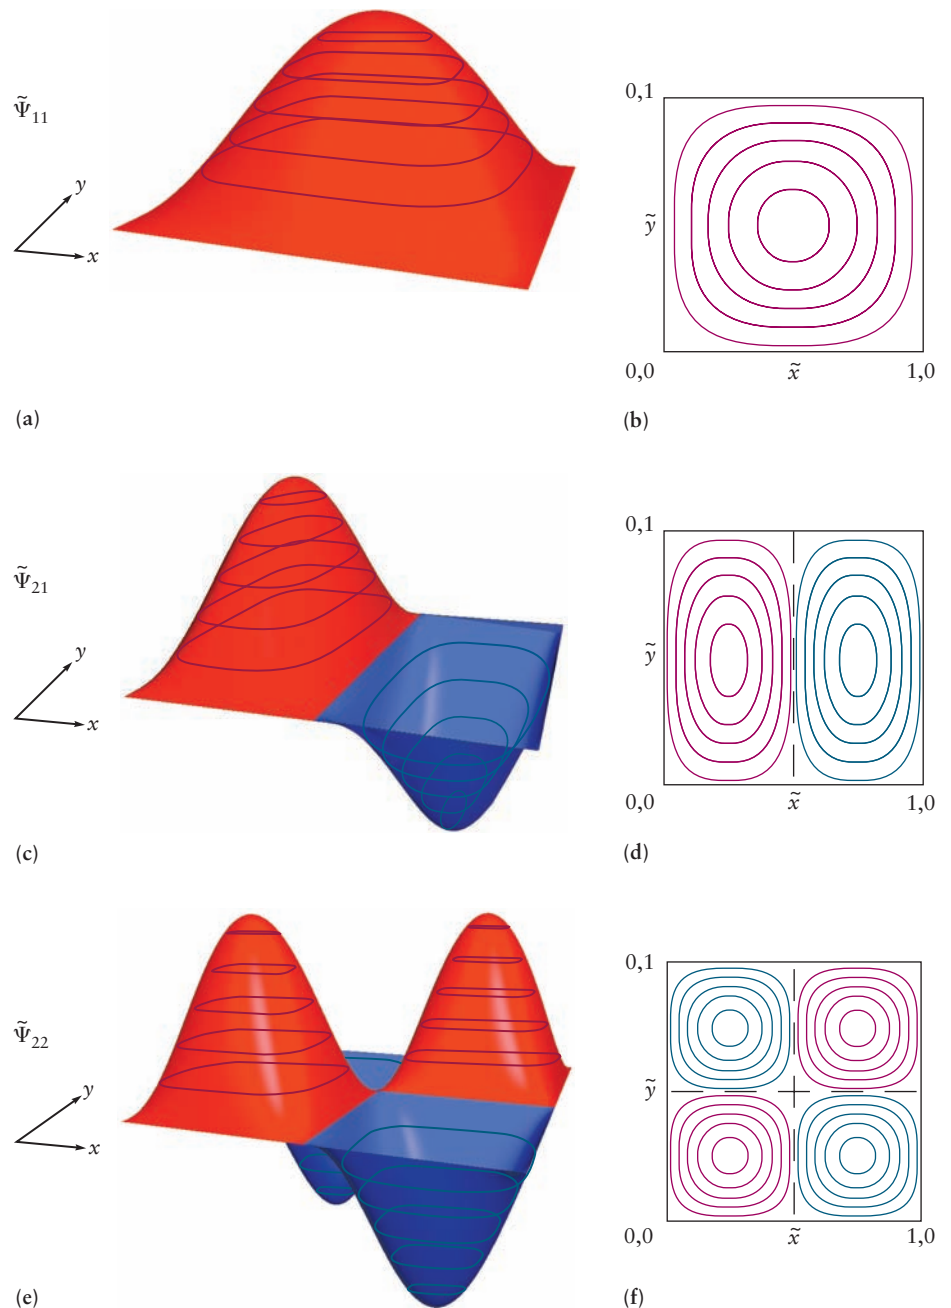 Ψ̃₁₁
y
x
(a)
0,1
ỹ
0,0
x̃
1,0
(b)
Ψ̃₂₁
y
x
(c)
0,1
ỹ
0,0
x̃
1,0
(d)
Ψ̃₂₂
y
x
(e)
0,1
ỹ
0,0
x̃
1,0
(f)